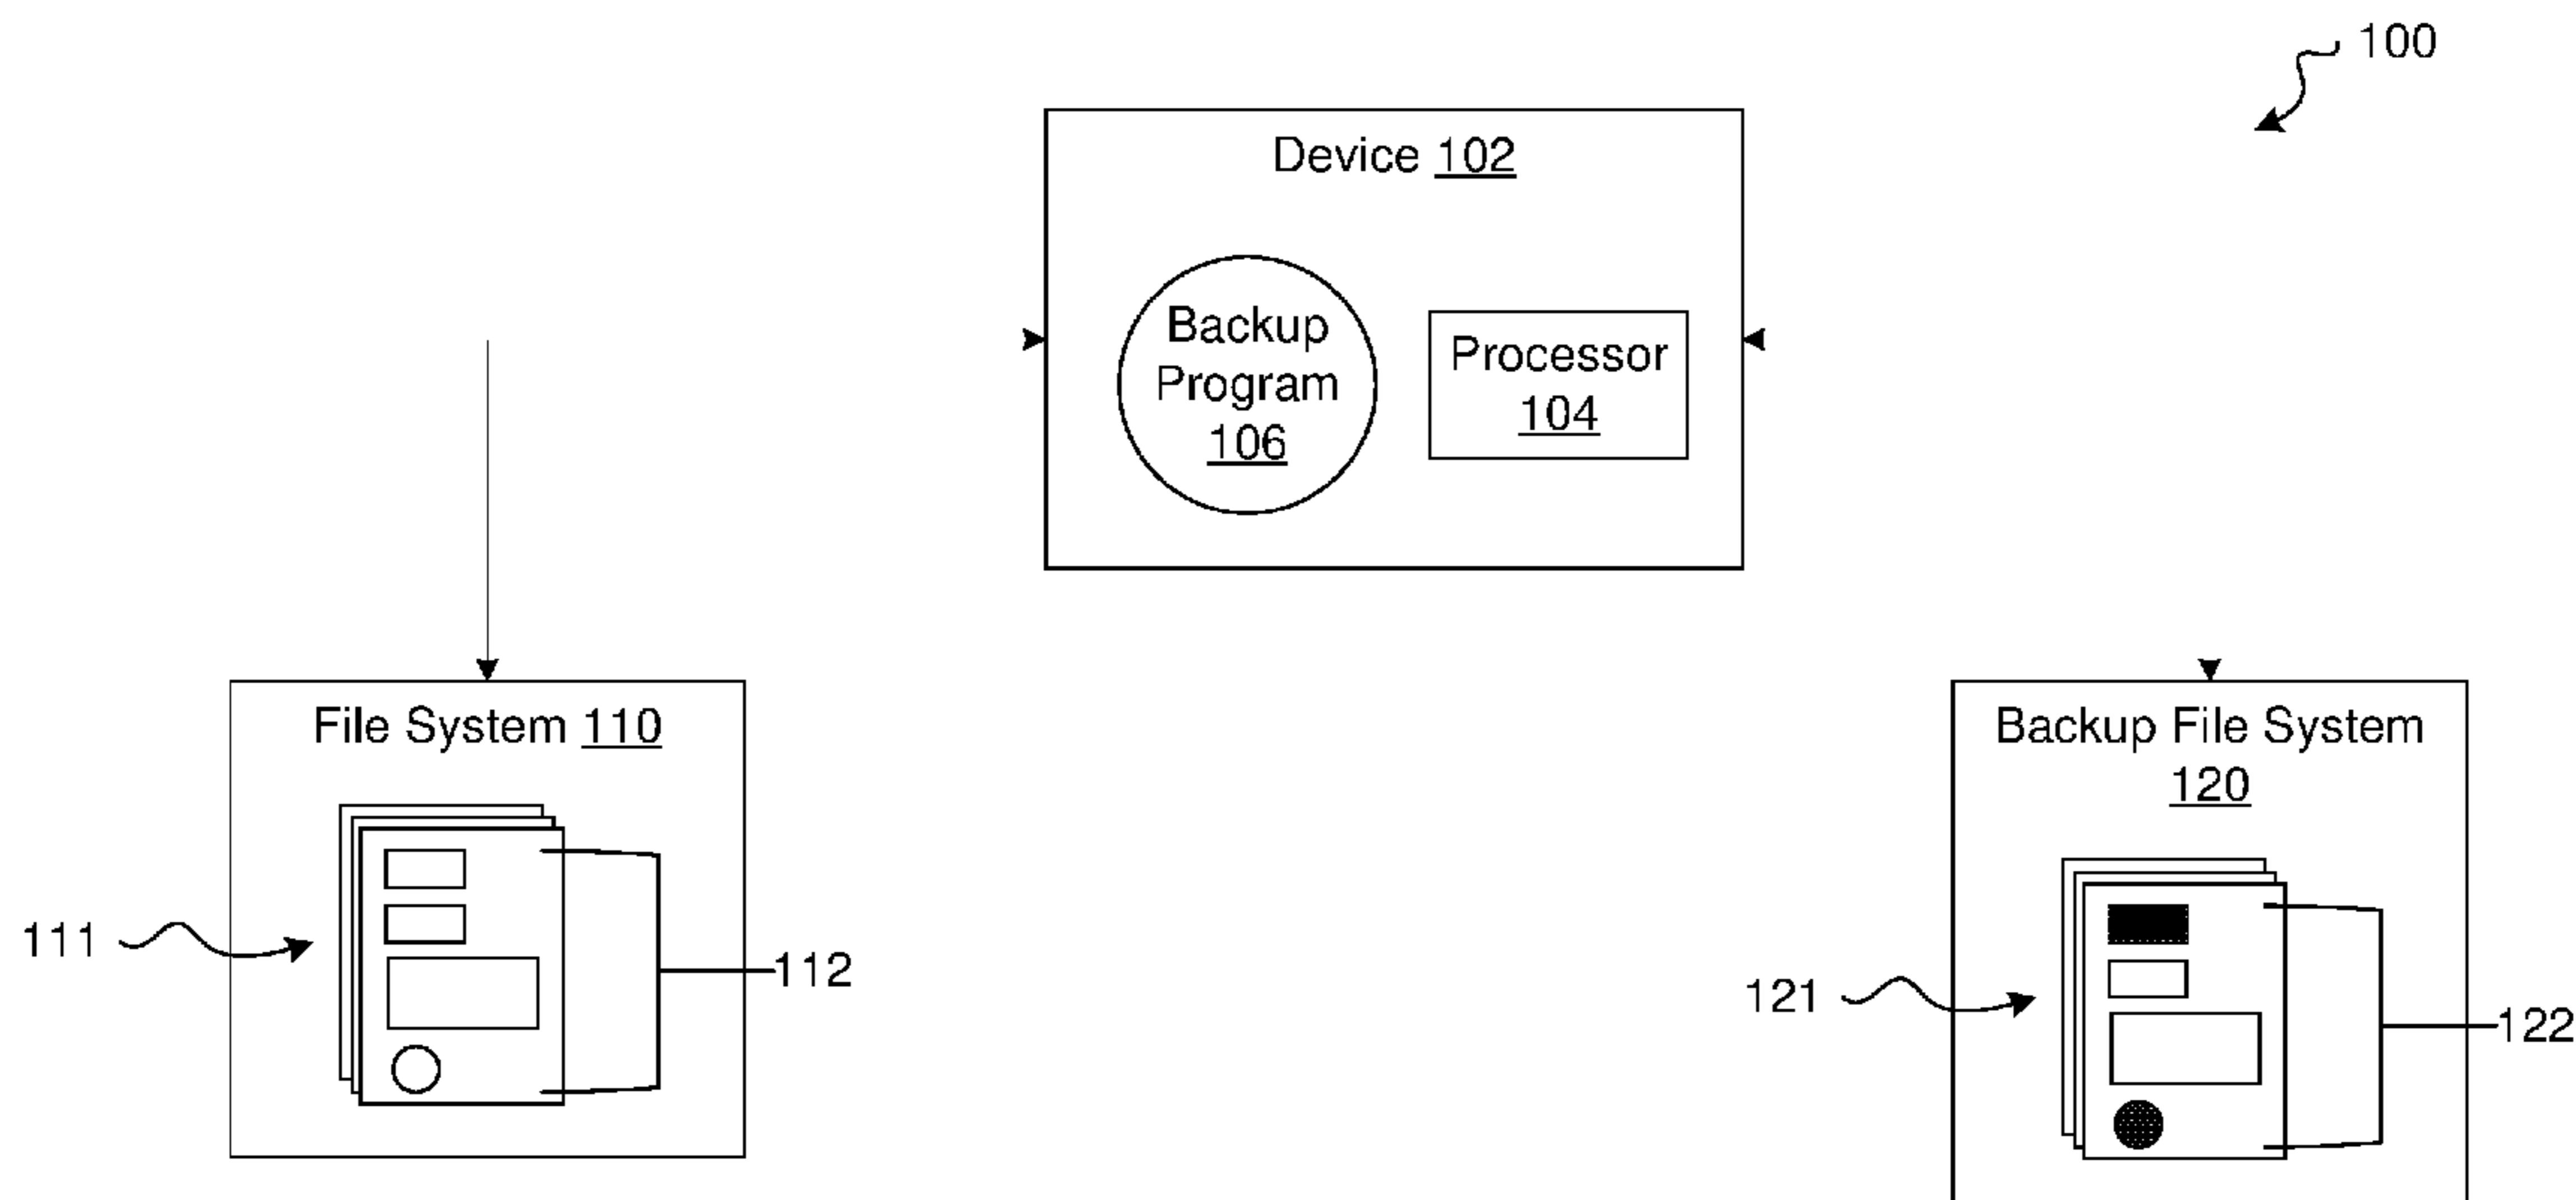 100
Device 102
Backup
Program
106
Processor
104
File System 110
111
112
Backup File System
120
121
122